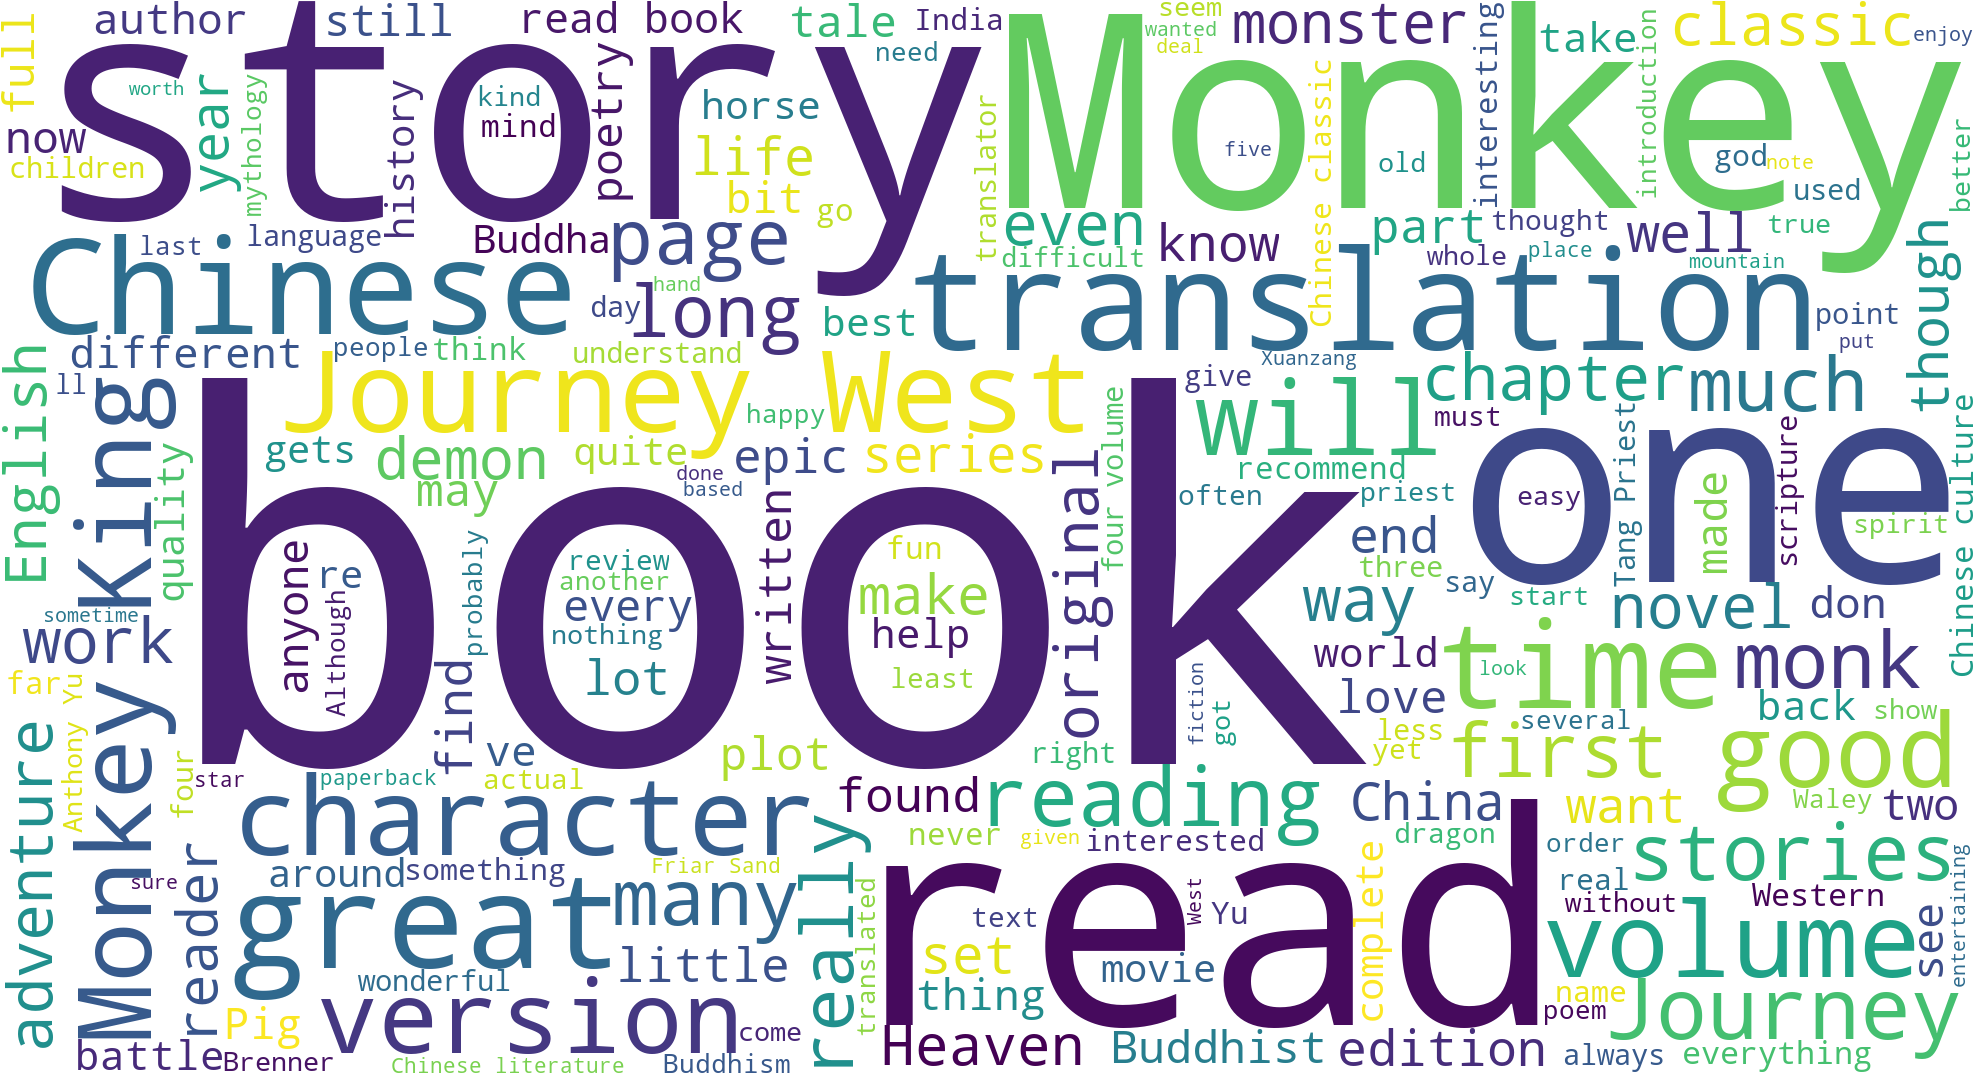 story
Monkey
author
still
read book
tale
India
seem
wanted
deal
monster
interesting
take
classic
enjoy
full
worth
year
mythology
history
kind
mind
poetry
horse
need
translator
five
Chinese classic
old
introduction
god
note
used
better
now
children
life
bit
go
last
language
Buddha
page
even
difficult
know
part
thought
well
true
whole
place
mountain
though
Chinese
hand
day
long
best
translation
point
put
different
people
think
understand
Xuanzang
give
English
ll
King
Journey West
happy
four volume
will
chapter
much
must
quality
gets
demon
may
quite
done
based
epic
series
original
recommend
often
priest
Tang Priest
easy
made
scripture
spirit
Chinese culture
book
one
anyone
Although
re
probably
review
another
every
nothing
lot
written
fun
make
help
least
end
three
say
start
way
novel
don
sometime
work
far
Anthony Yu
Monkey King
find
ve
actual
plot
fiction
got
world
love
time
look
monk
several
back
show
less
yet
right
first
good
adventure
four
star
paperback
character
found
reading
China
want
Waley
two
never
given
interested
dragon
order
stories
reader
sure
around
something
Friar Sand
many
really
translated
read
text
West
Yu
complete
real
without
Western
see
entertaining
great
wonderful
little
set
movie
volume
name
thing
poem
Journey
Pig
version
come
battle
Brenner
Chinese literature
Buddhism
Heaven
Buddhist
edition
always
everything